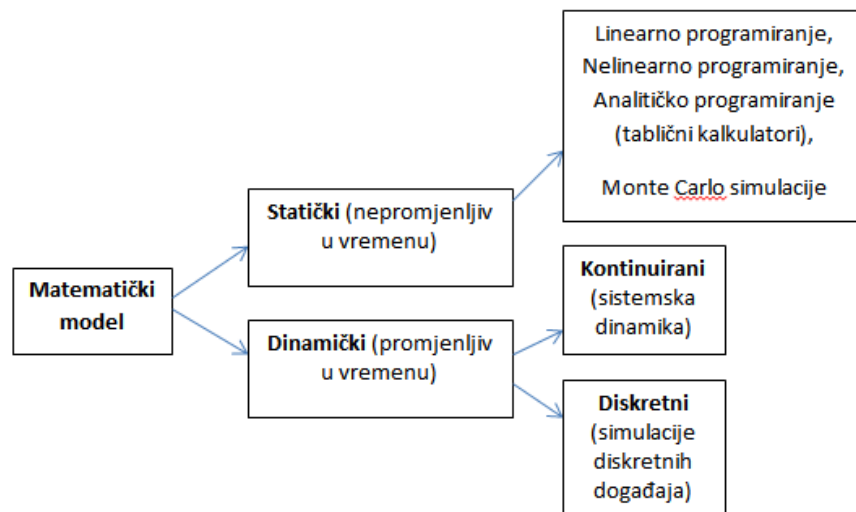 Linearno programiranje,
Nelinearno programiranje,
Analitičko programiranje
(tablični kalkulatori),
Monte Carlo simulacije
Statički (nepromjenljiv
u vremenu)
Matematički
model
Dinamički (promjenljiv
u vremenu)
Kontinuirani
(sistemska
dinamika)
Diskretni
(simulacije
diskretnih
događaja)